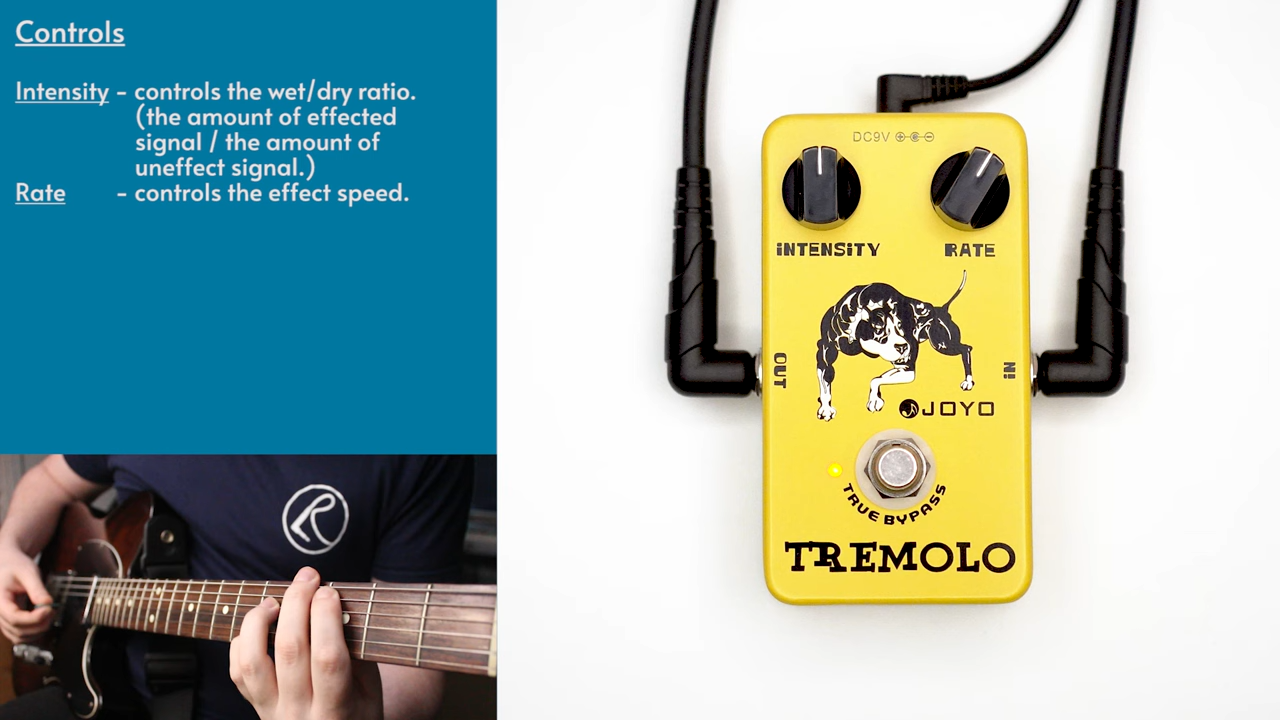 Controls
Intensity - controls the wet/dry ratio.
(the amount of effected
signal / the amount of
uneffect signal.)
Rate - controls the effect speed.
DC9V
INTENSITY
RATE
OUT
IN
JOYO
TRUE BYPASS
TREMOLO